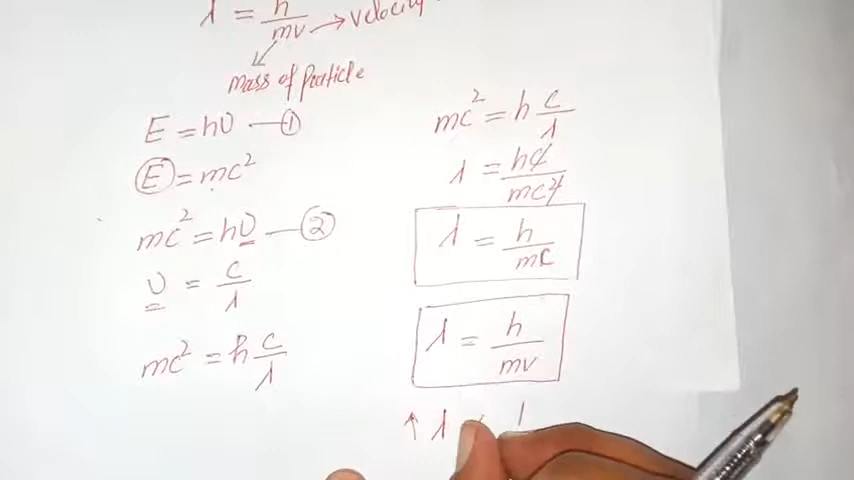 λ = h/mv → velocity
mass of particle
E = hυ —①
E = mc²
mc² = hυ —②
υ = c/λ
mc² = h c/λ
mc² = h c/λ
λ = hc/mc²
λ = h/mc
λ = h/mv
↑ λ